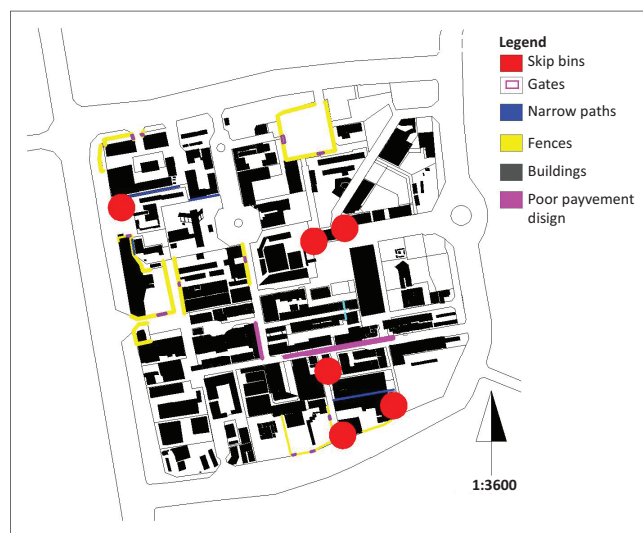 Legend
Skip bins
Gates
Narrow paths
Fences
Buildings
Poor payvement
disign
1:3600